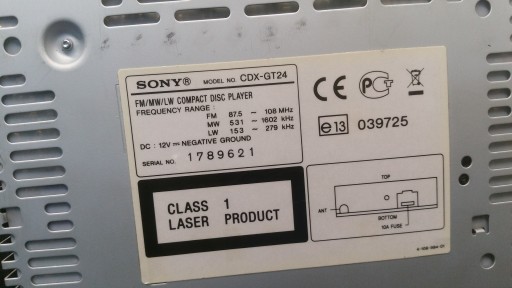 SONY® MODEL NO. CDX-GT24
FM/MW/LW COMPACT DISC PLAYER
FREQUENCY RANGE :
FM 87.5 – 108 MHz
MW 531 – 1602 kHz
LW 153 – 279 kHz
DC : 12V NEGATIVE GROUND
SERIAL NO. 1789621
CE
e13 039725
CLASS 1
LASER PRODUCT
TOP
ANT
BOTTOM
10A FUSE